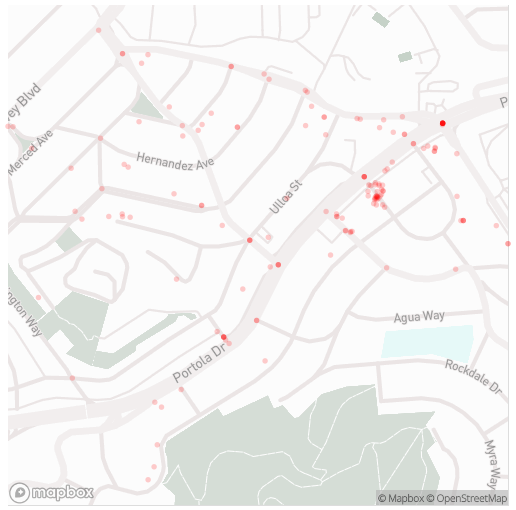 ey Blvd
P
Merced Ave
Hernandez Ave
Ulloa St
ington Way
Agua Way
Portola Dr
Rockdale Dr
Myra Way
mapbox
© Mapbox © OpenStreetMap